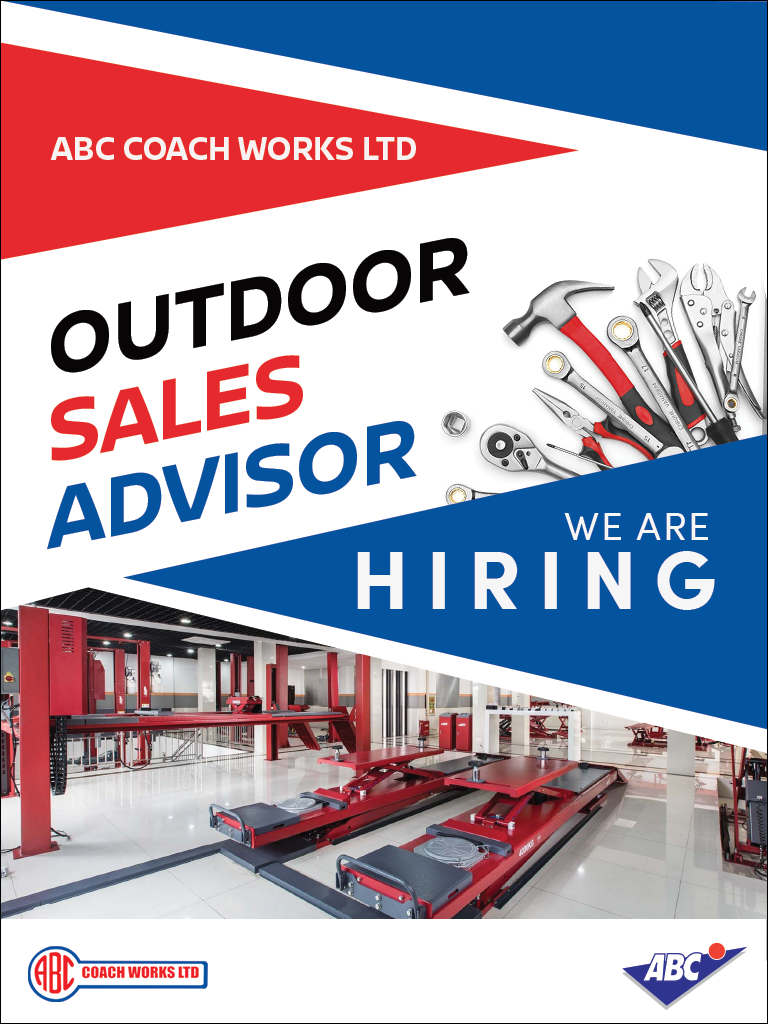 ABC COACH WORKS LTD
OUTDOOR
SALES
ADVISOR
WE ARE
HIRING
ABC COACH WORKS LTD
ABC